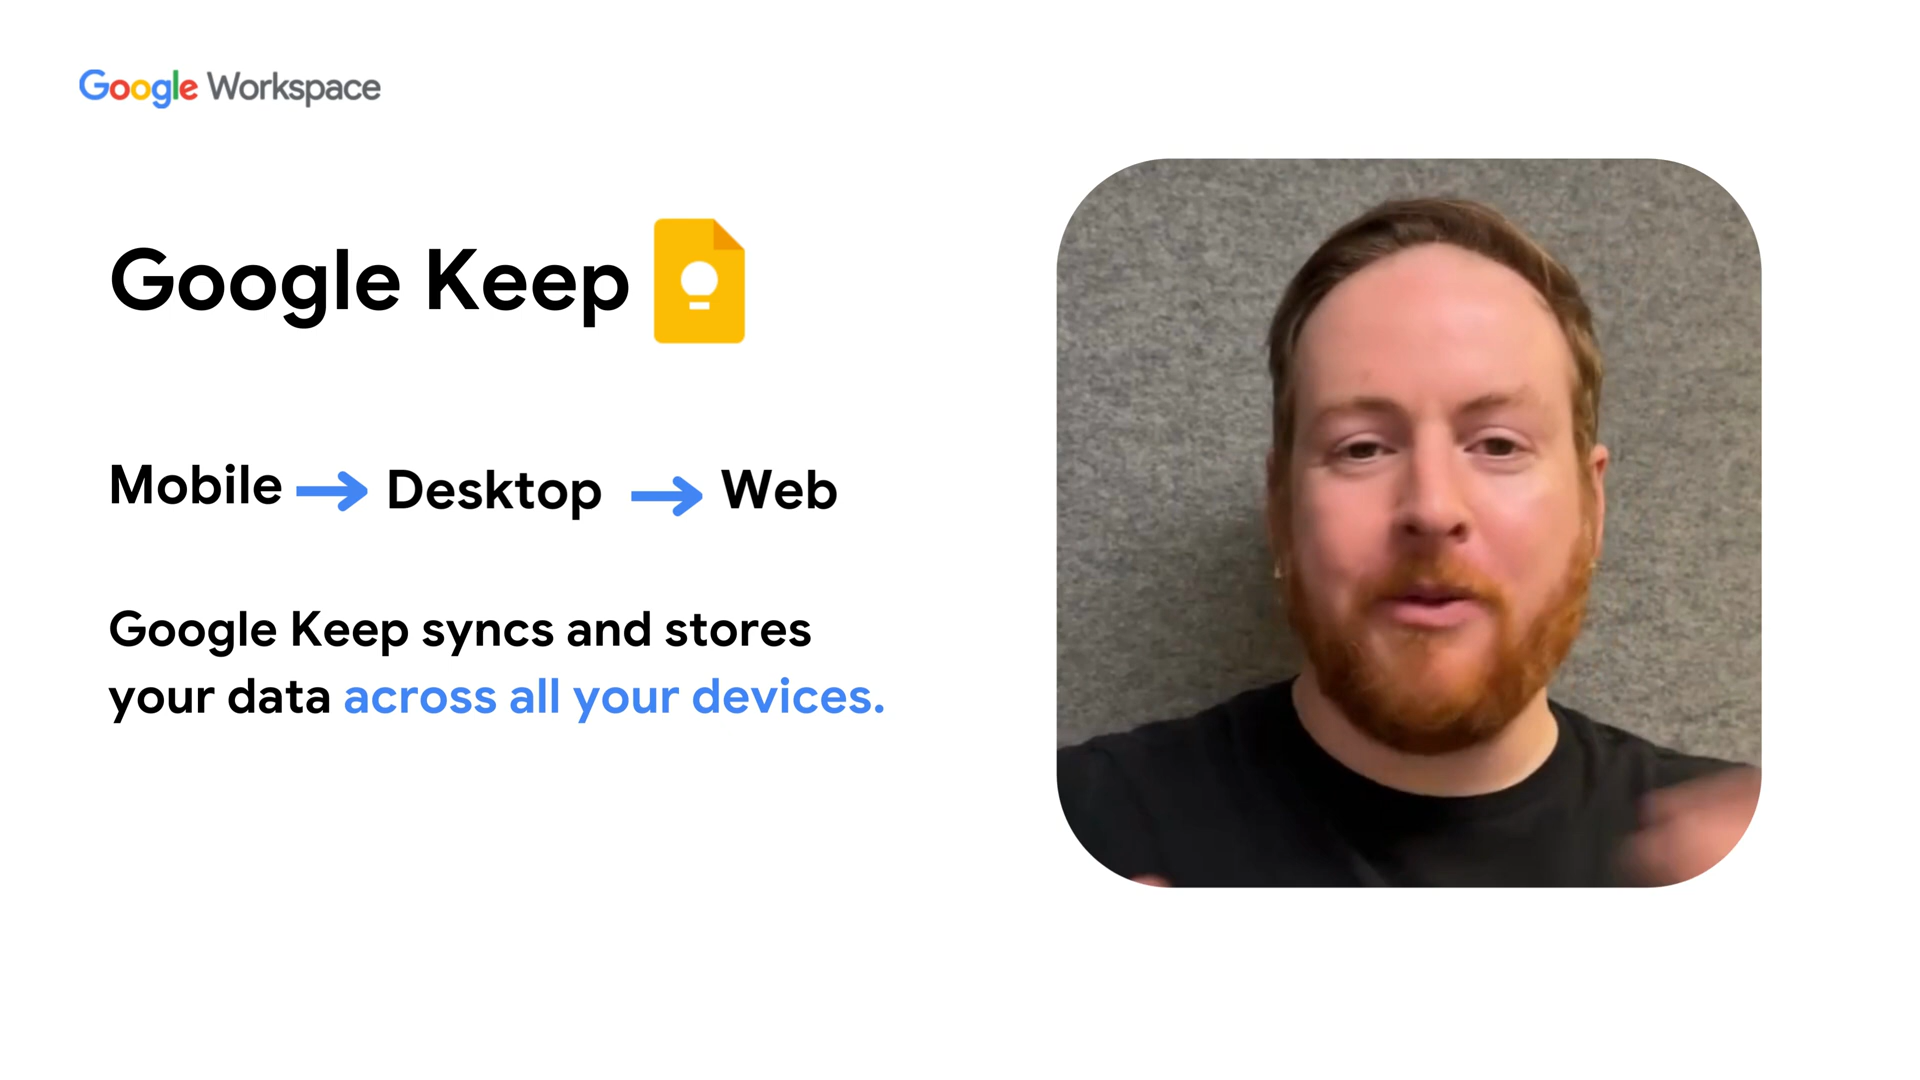 Google Workspace
Google Keep
Mobile → Desktop → Web
Google Keep syncs and stores
your data across all your devices.